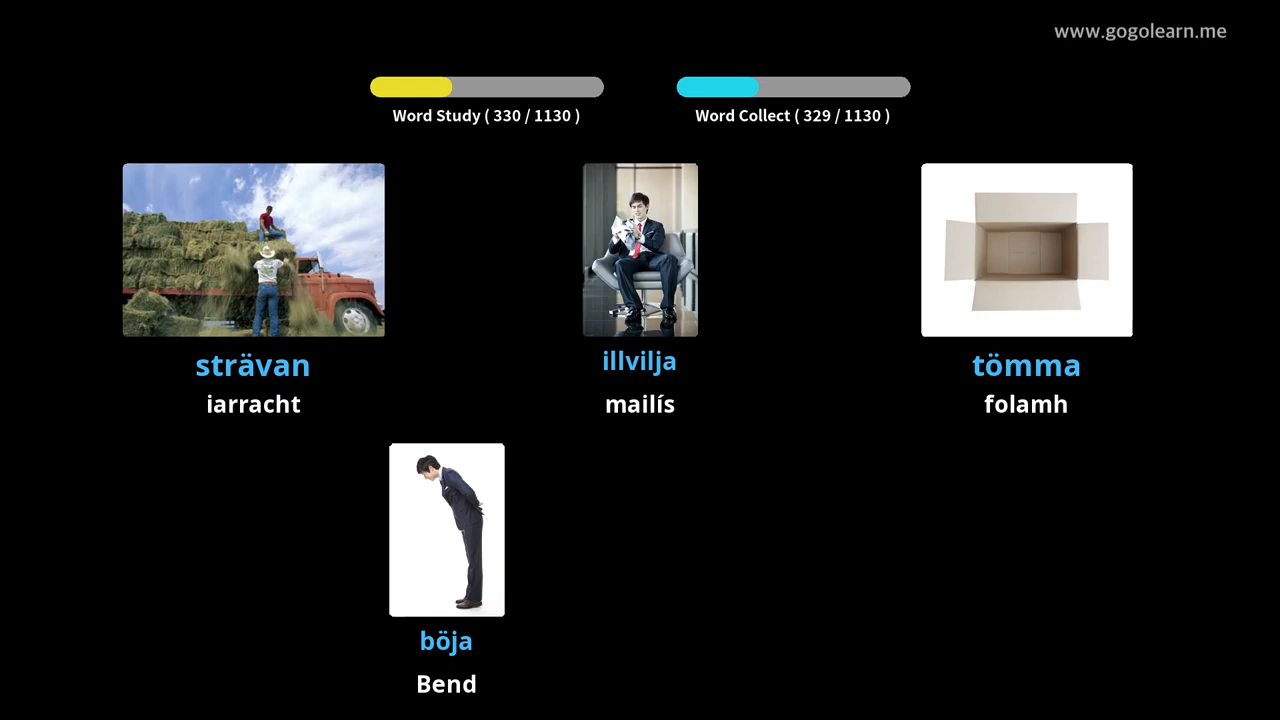 www.gogolearn.me
Word Study ( 330 / 1130 )
Word Collect ( 329 / 1130 )
strävan
iarracht
illvilja
mailís
tömma
folamh
böja
Bend